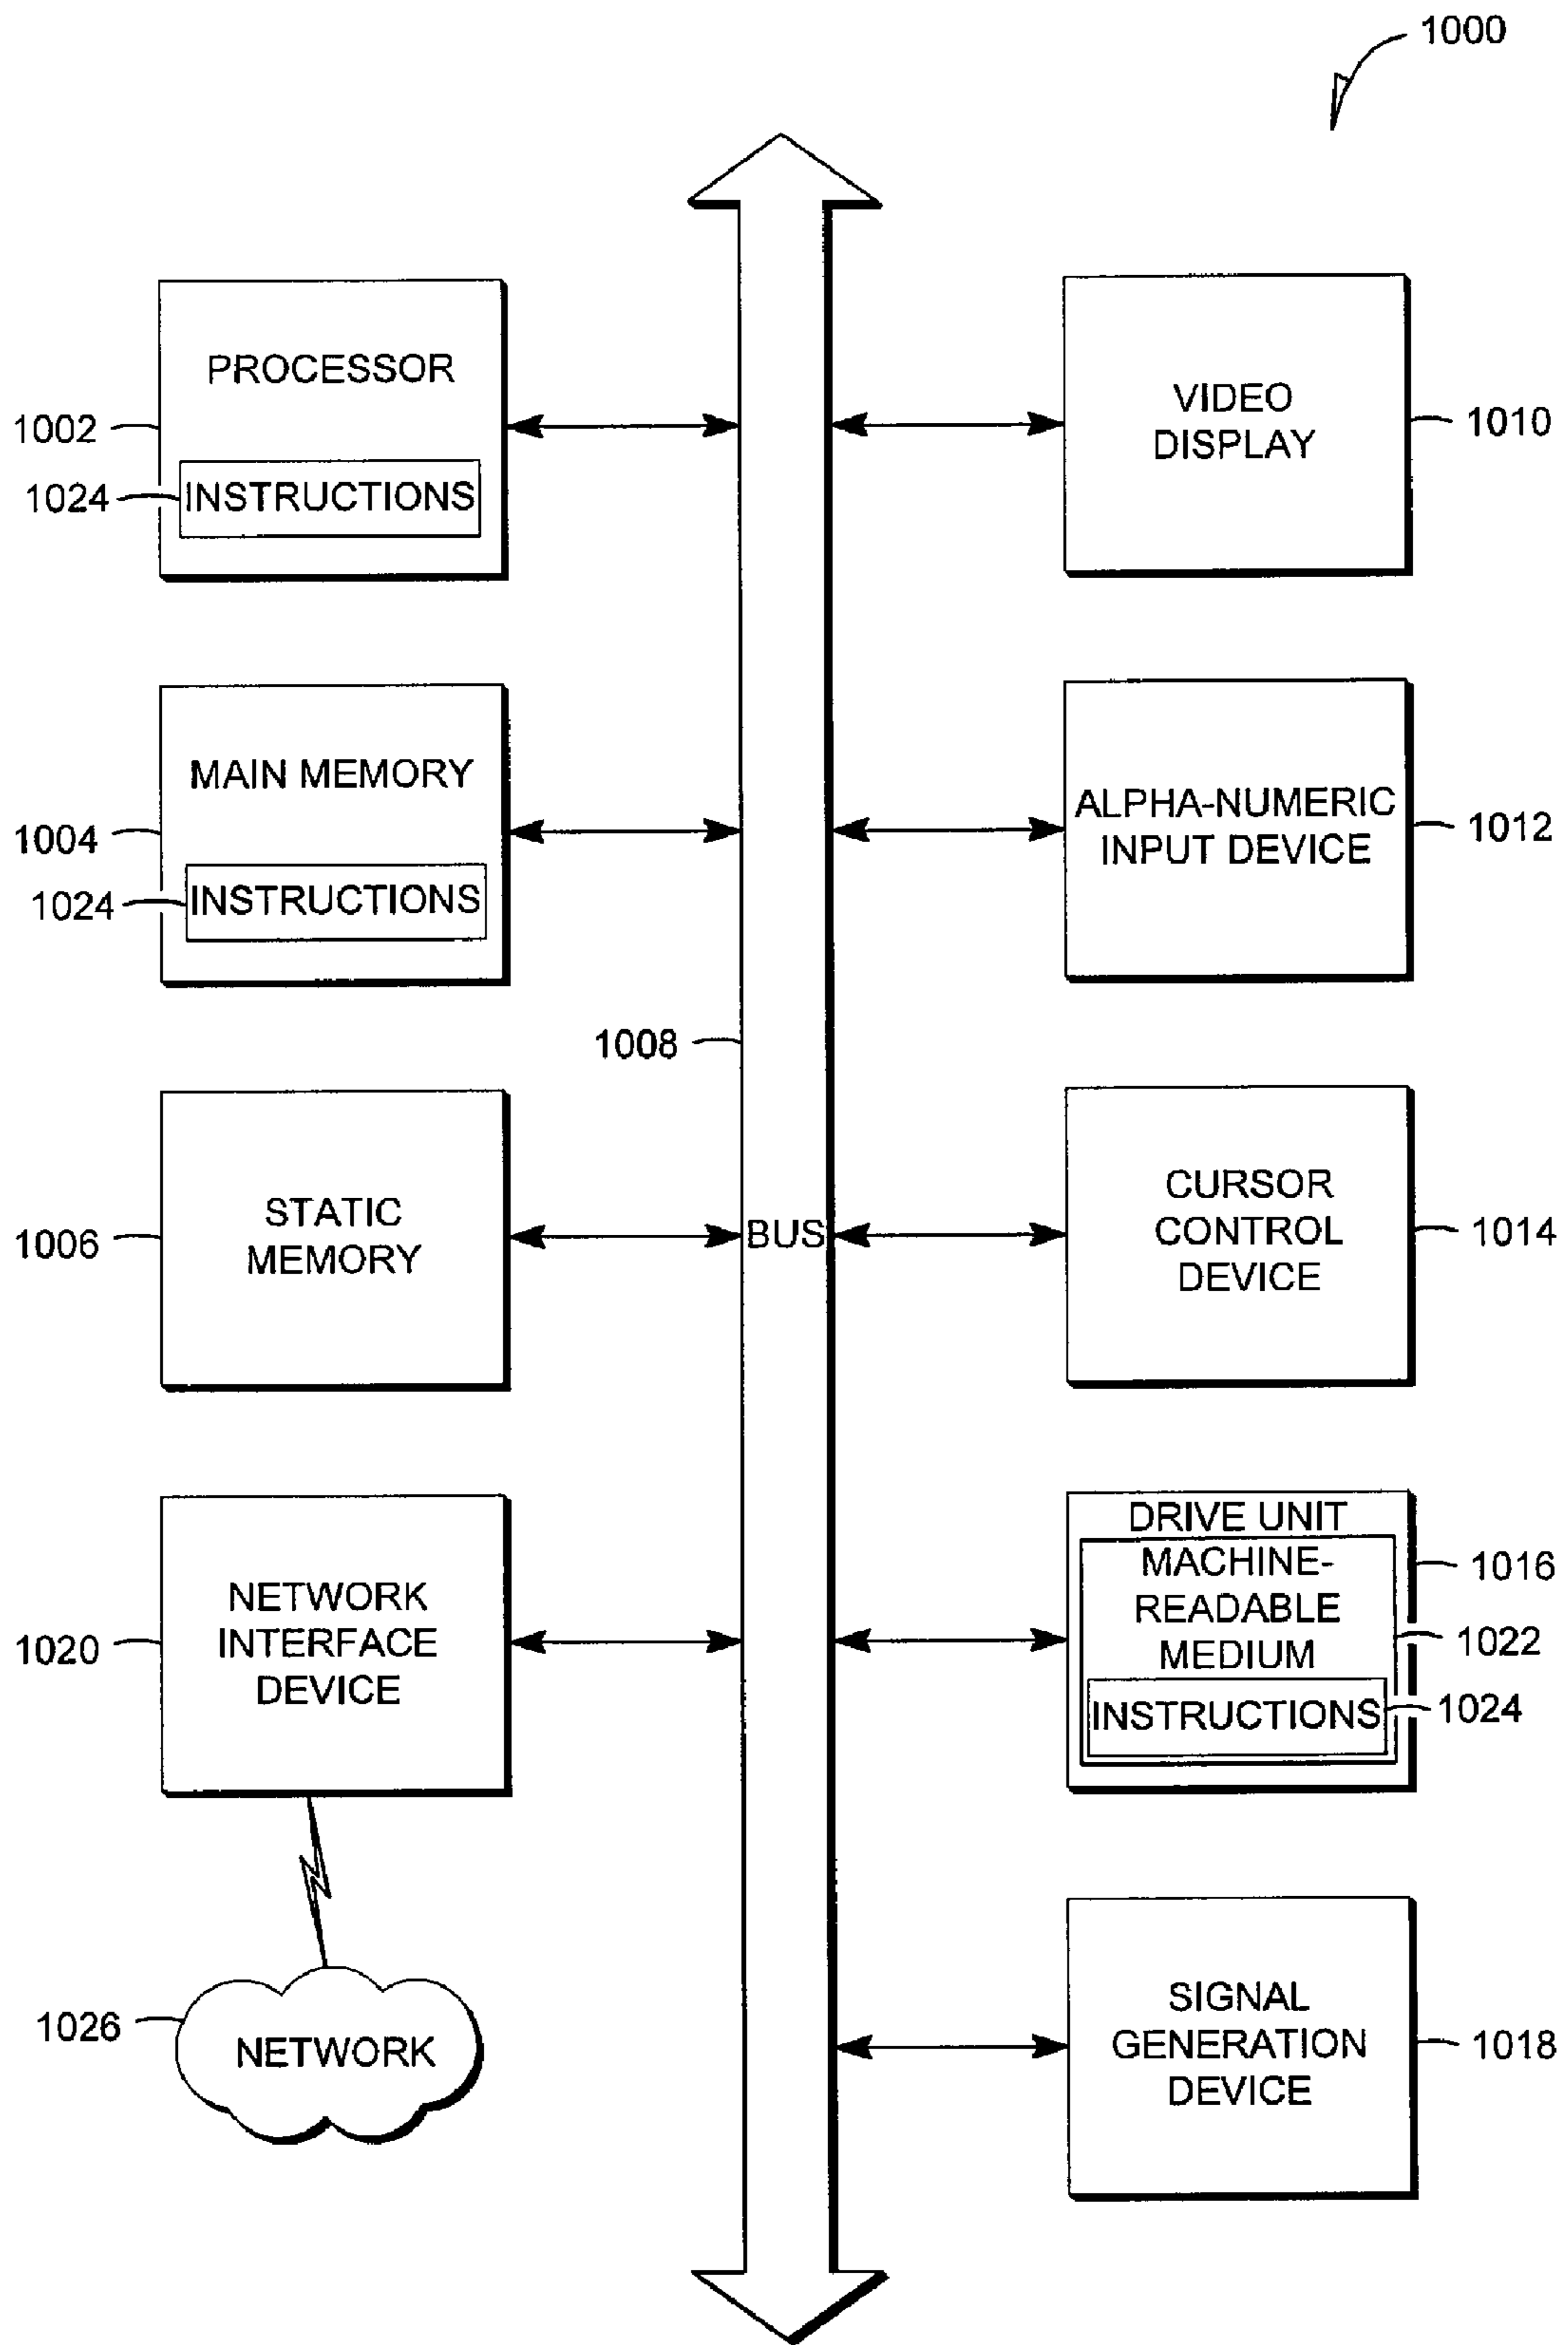 1000
PROCESSOR
1002
1024
INSTRUCTIONS
VIDEO
DISPLAY
1010
MAIN MEMORY
1004
1024
INSTRUCTIONS
ALPHA-NUMERIC
INPUT DEVICE
1012
1008
STATIC
MEMORY
1006
BUS
CURSOR
CONTROL
DEVICE
1014
NETWORK
INTERFACE
DEVICE
1020
DRIVE UNIT
1016
MACHINE-
READABLE
MEDIUM
1022
INSTRUCTIONS
1024
1026
NETWORK
SIGNAL
GENERATION
DEVICE
1018